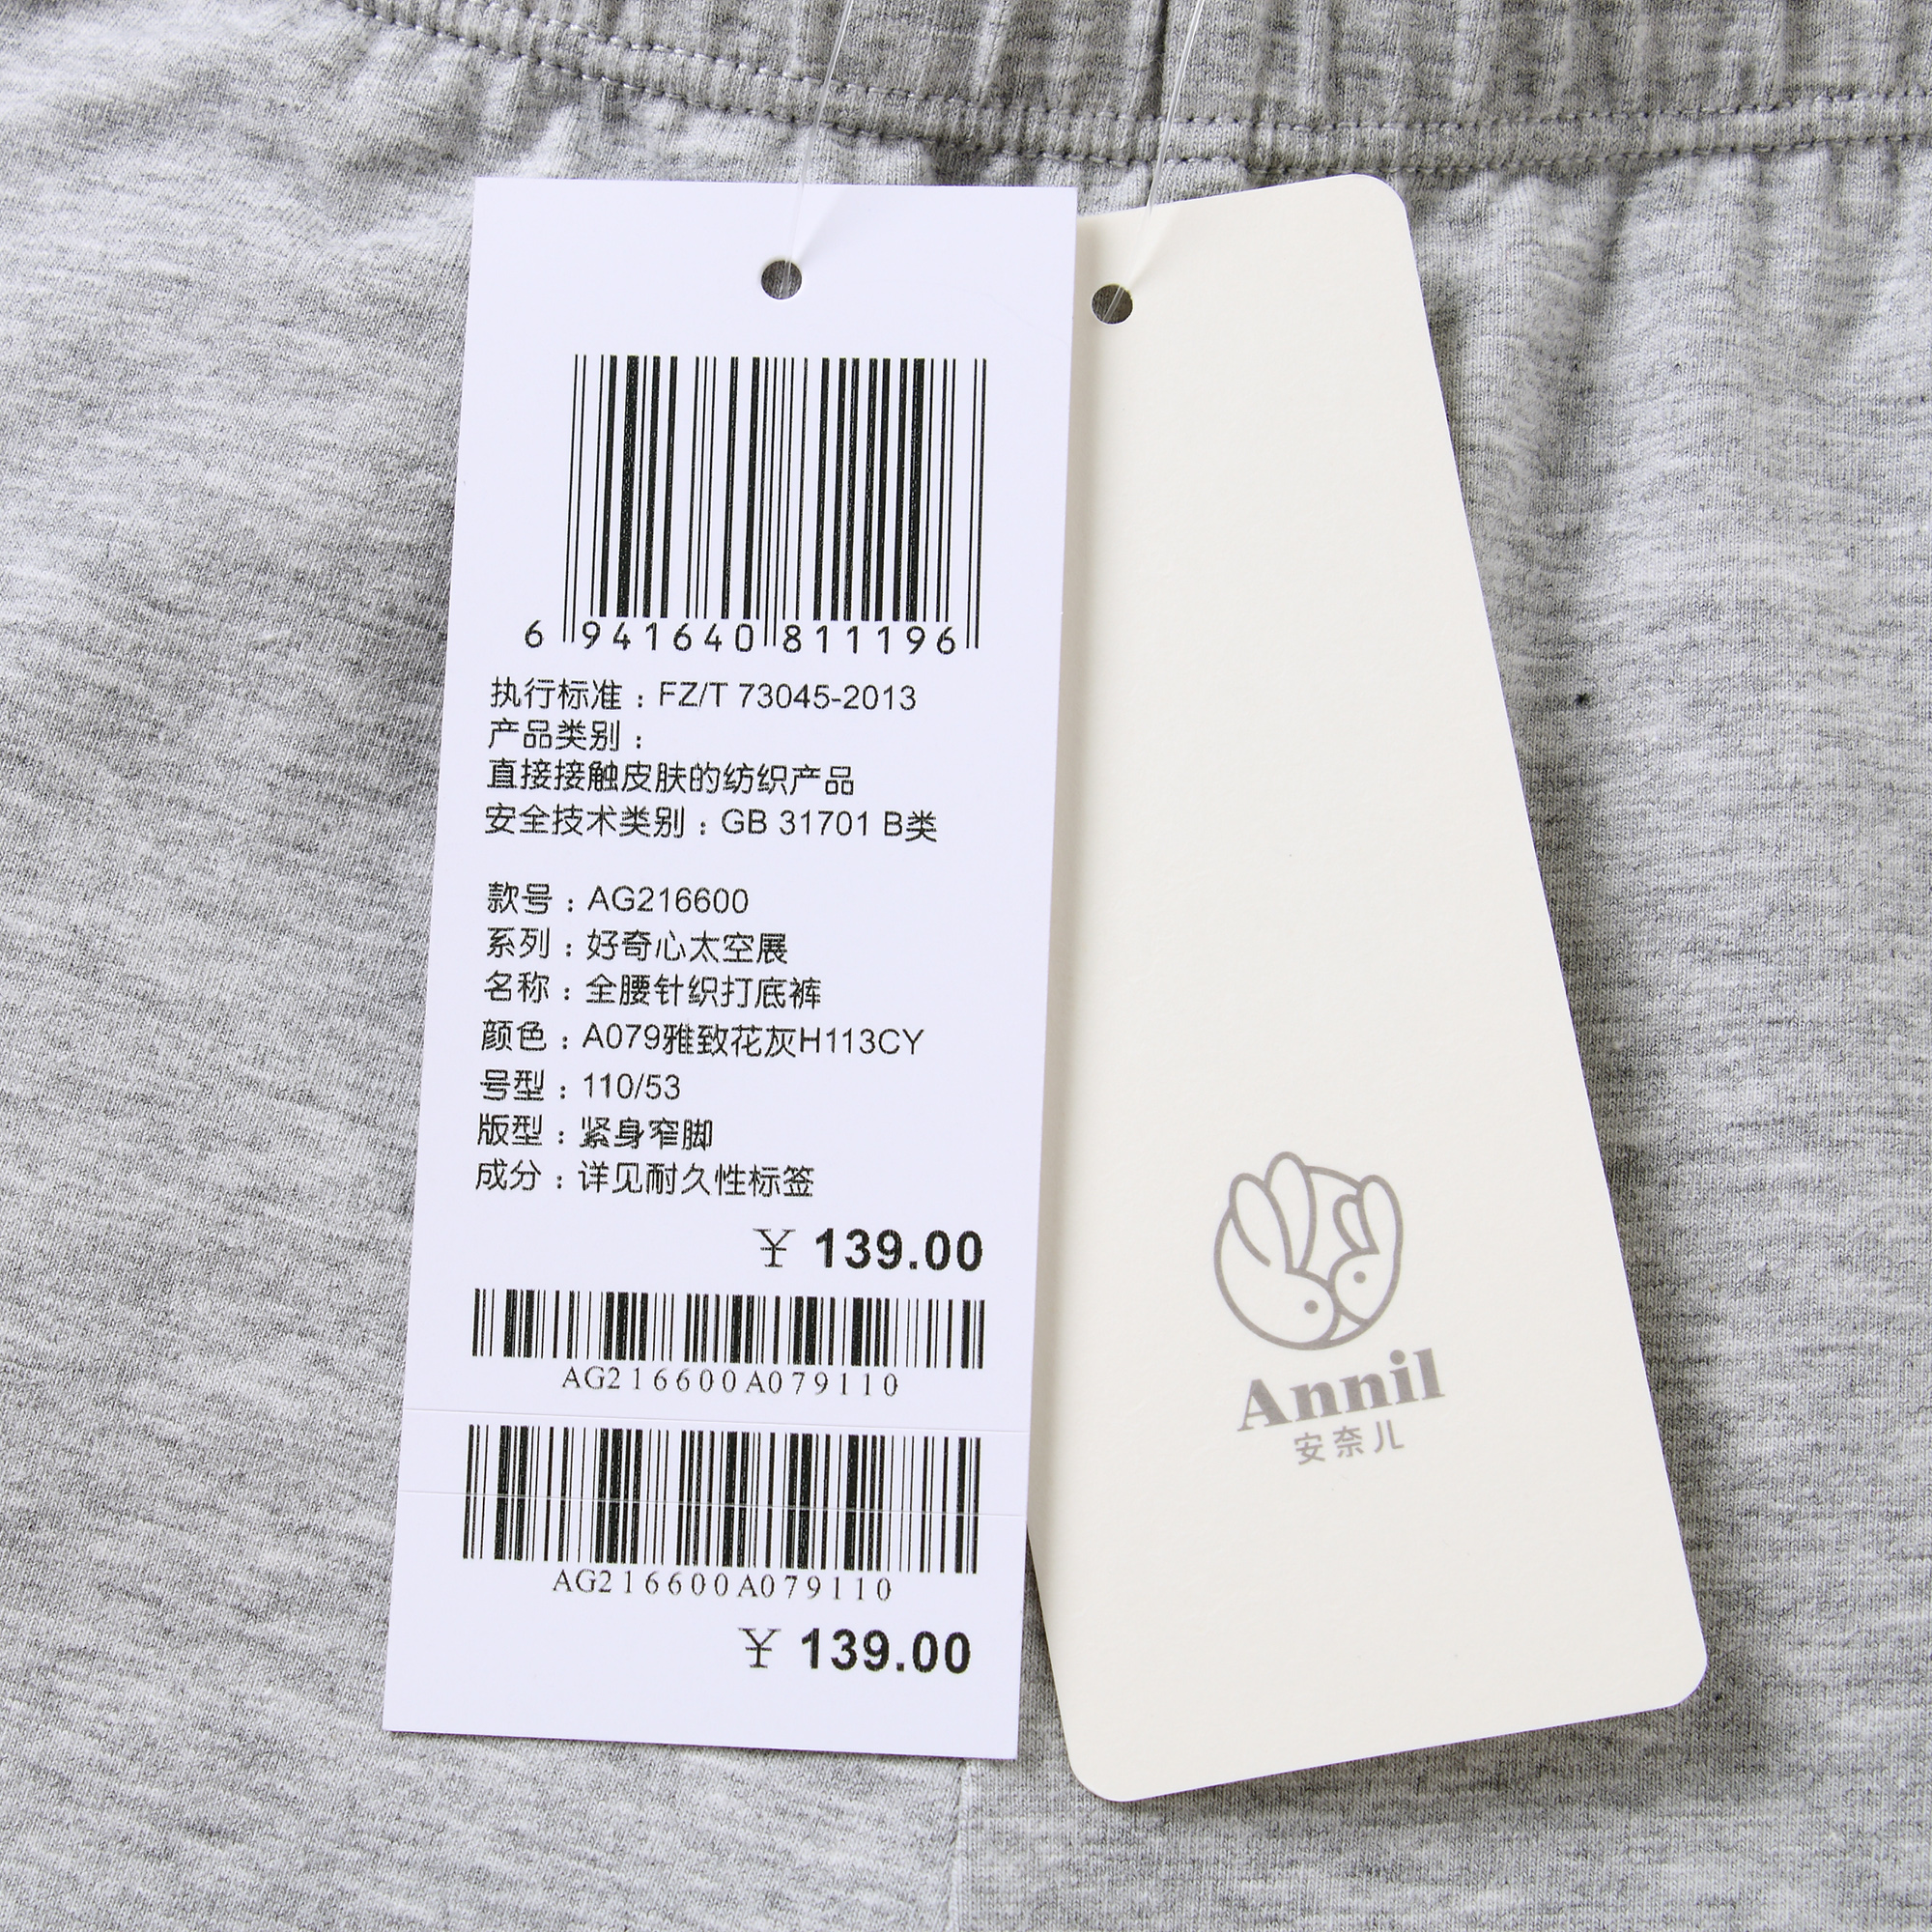 6 941640 811196
执行标准：FZ/T 73045-2013
产品类别：
直接接触皮肤的纺织产品
安全技术类别：GB 31701 B类
款号：AG216600
系列：好奇心太空展
名称：全腰针织打底裤
颜色：A079雅致花灰H113CY
号型：110/53
版型：紧身窄脚
成分：详见耐久性标签
¥ 139.00
AG216600A079110
AG216600A079110
¥ 139.00
Annil
安奈儿